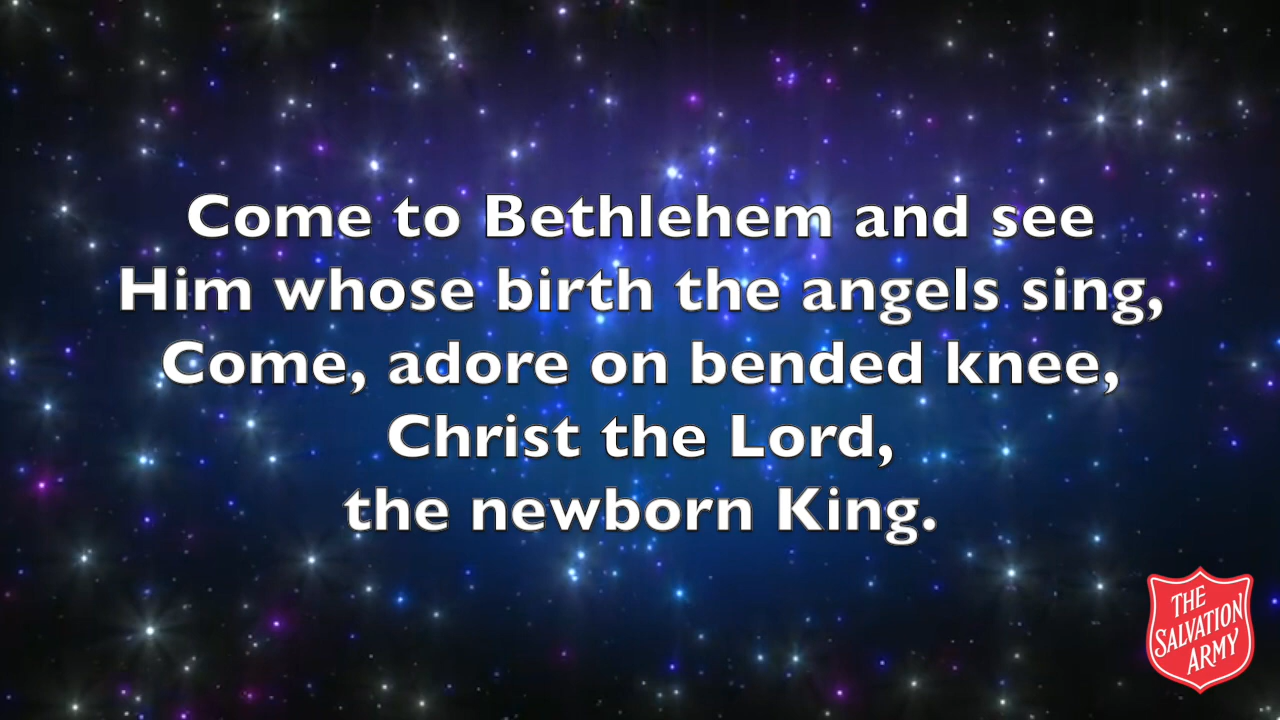 Come to Bethlehem and see
Him whose birth the angels sing,
Come, adore on bended knee,
Christ the Lord,
the newborn King.
THE
SALVATION
ARMY